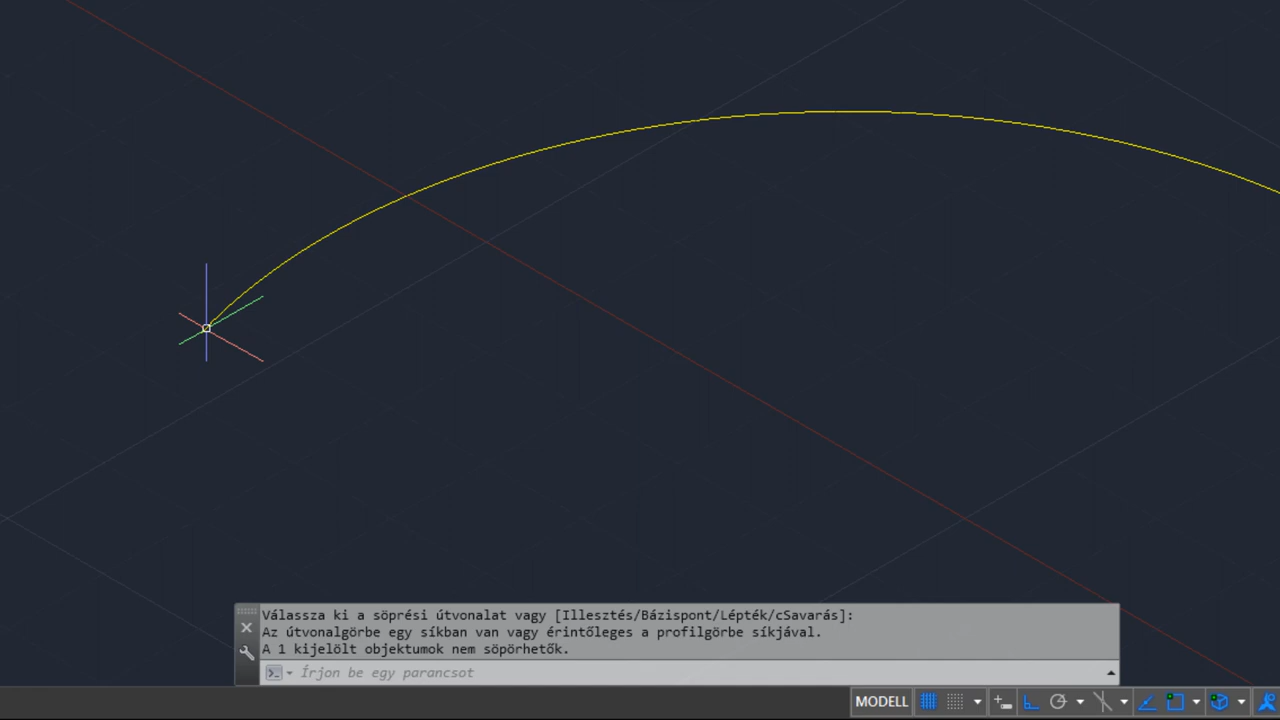 Válassza ki a söprési útvonalat vagy [Illesztés/Bázispont/Lépték/cSavarás]:
Az útvonalgörbe egy síkban van vagy érintőleges a profilgörbe síkjával.
A 1 kijelölt objektumok nem söpörhetők.
Írjon be egy parancsot
MODELL